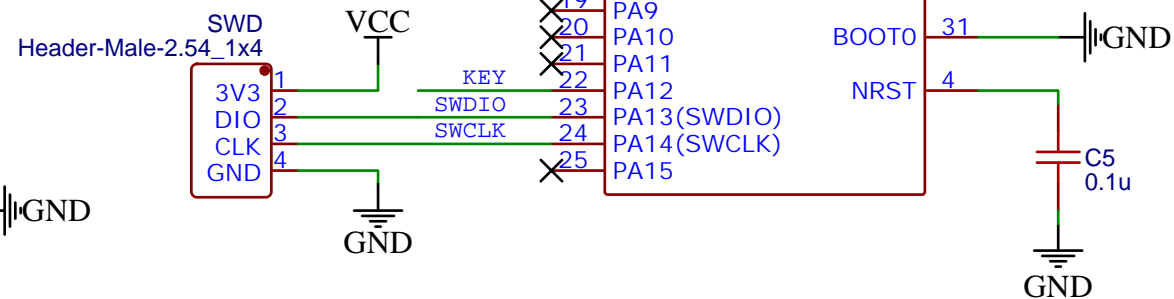 SWD
Header-Male-2.54_1x4
VCC
3V3 1
DIO 2
CLK 3
GND 4
GND
GND
KEY
SWDIO
SWCLK
19 PA9
20 PA10
21 PA11
22 PA12
23 PA13(SWDIO)
24 PA14(SWCLK)
25 PA15
BOOT0 31
GND
NRST 4
C5
0.1u
GND